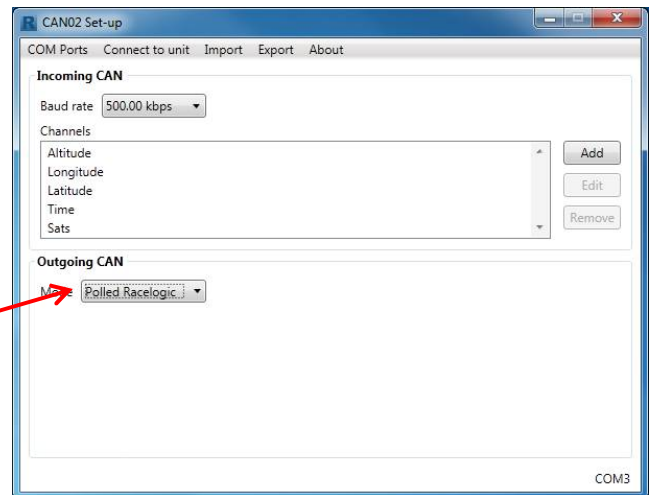 CAN02 Set-up
COM Ports Connect to unit Import Export About
Incoming CAN
Baud rate 500.00 kbps
Channels
Altitude
Longitude
Latitude
Time
Sats
Add
Edit
Remove
Outgoing CAN
Polled Racelogic
COM3